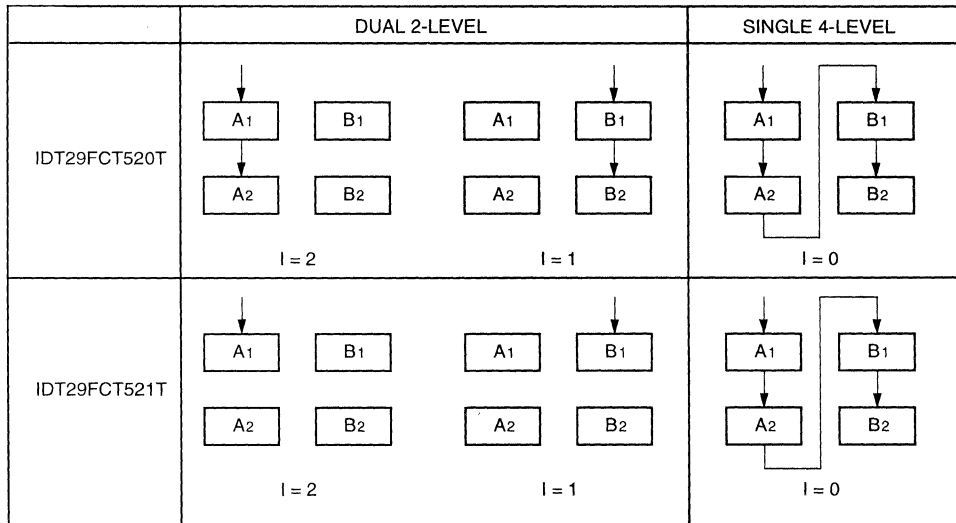 DUAL 2-LEVEL SINGLE 4-LEVEL
A1 B1 A1 B1 A1 B1
IDT29FCT520T
A2 B2 A2 B2 A2 B2
I = 2 I = 1 I = 0
A1 B1 A1 B1 A1 B1
IDT29FCT521T
A2 B2 A2 B2 A2 B2
I = 2 I = 1 I = 0